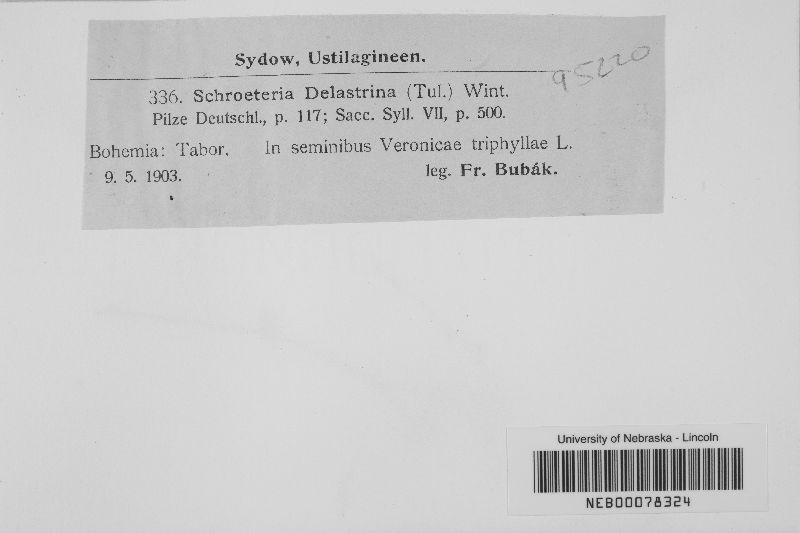 Sydow, Ustilagineen.
95220
336. Schroeteria Delastrina (Tul.) Wint.
Pilze Deutschl., p. 117; Sacc. Syll. VII, p. 500.
Bohemia: Tabor. In seminibus Veronicae triphyllae L.
9. 5. 1903. leg. Fr. Bubák.
University of Nebraska - Lincoln
NEB00078324